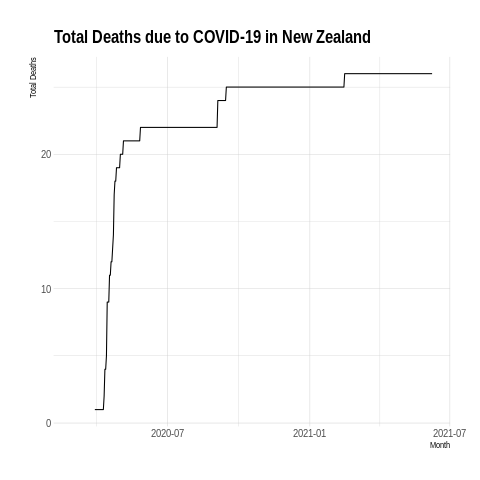 Total Deaths due to COVID-19 in New Zealand
Total Deaths
20
10
0
2020-07
2021-01
2021-07
Month